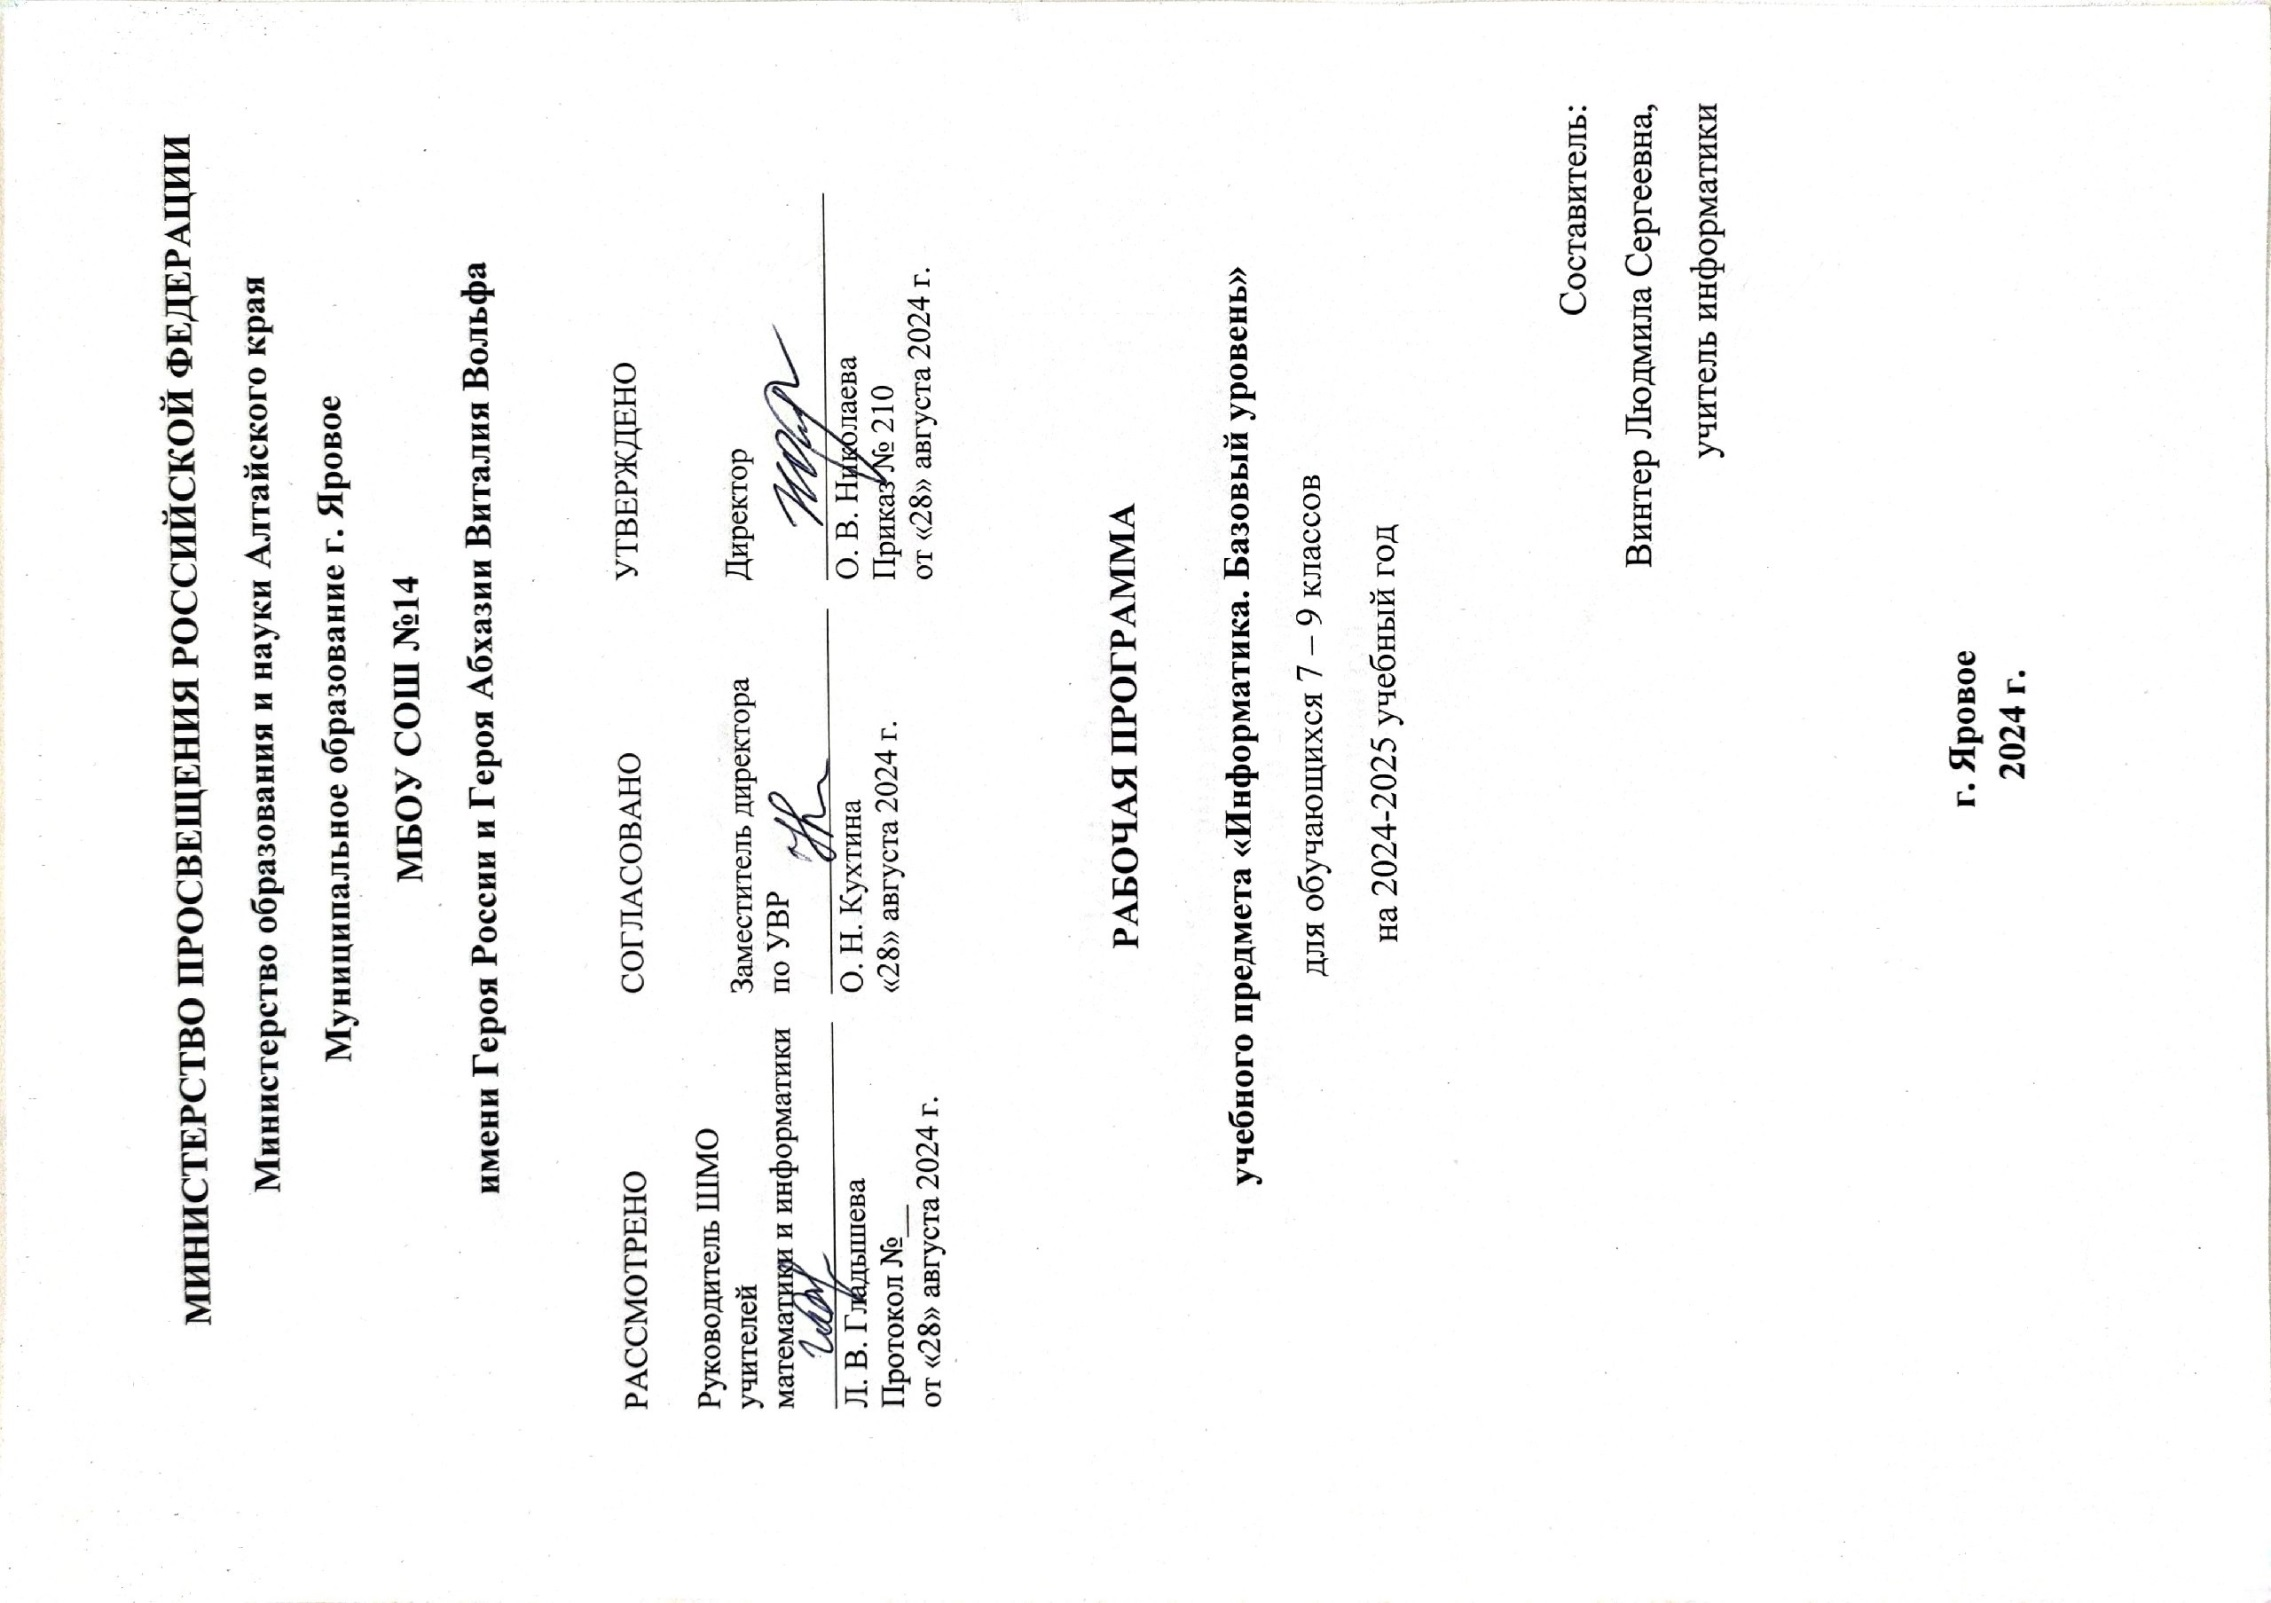 МИНИСТЕРСТВО ПРОСВЕЩЕНИЯ РОССИЙСКОЙ ФЕДЕРАЦИИ
Министерство образования и науки Алтайского края
Муниципальное образование г. Яровое
МБОУ СОШ №14
имени Героя России и Героя Абхазии Виталия Вольфа
РАССМОТРЕНО
Руководитель ШМО
учителей
математики и информатики
Л. В. Гладышева
Протокол №__
от «28» августа 2024 г.
СОГЛАСОВАНО
Заместитель директора
по УВР
О. Н. Кухтина
«28» августа 2024 г.
УТВЕРЖДЕНО
Директор
О. В. Николаева
Приказ № 210
от «28» августа 2024 г.
РАБОЧАЯ ПРОГРАММА
учебного предмета «Информатика. Базовый уровень»
для обучающихся 7 – 9 классов
на 2024-2025 учебный год
Составитель:
Винтер Людмила Сергеевна,
учитель информатики
г. Яровое
2024 г.